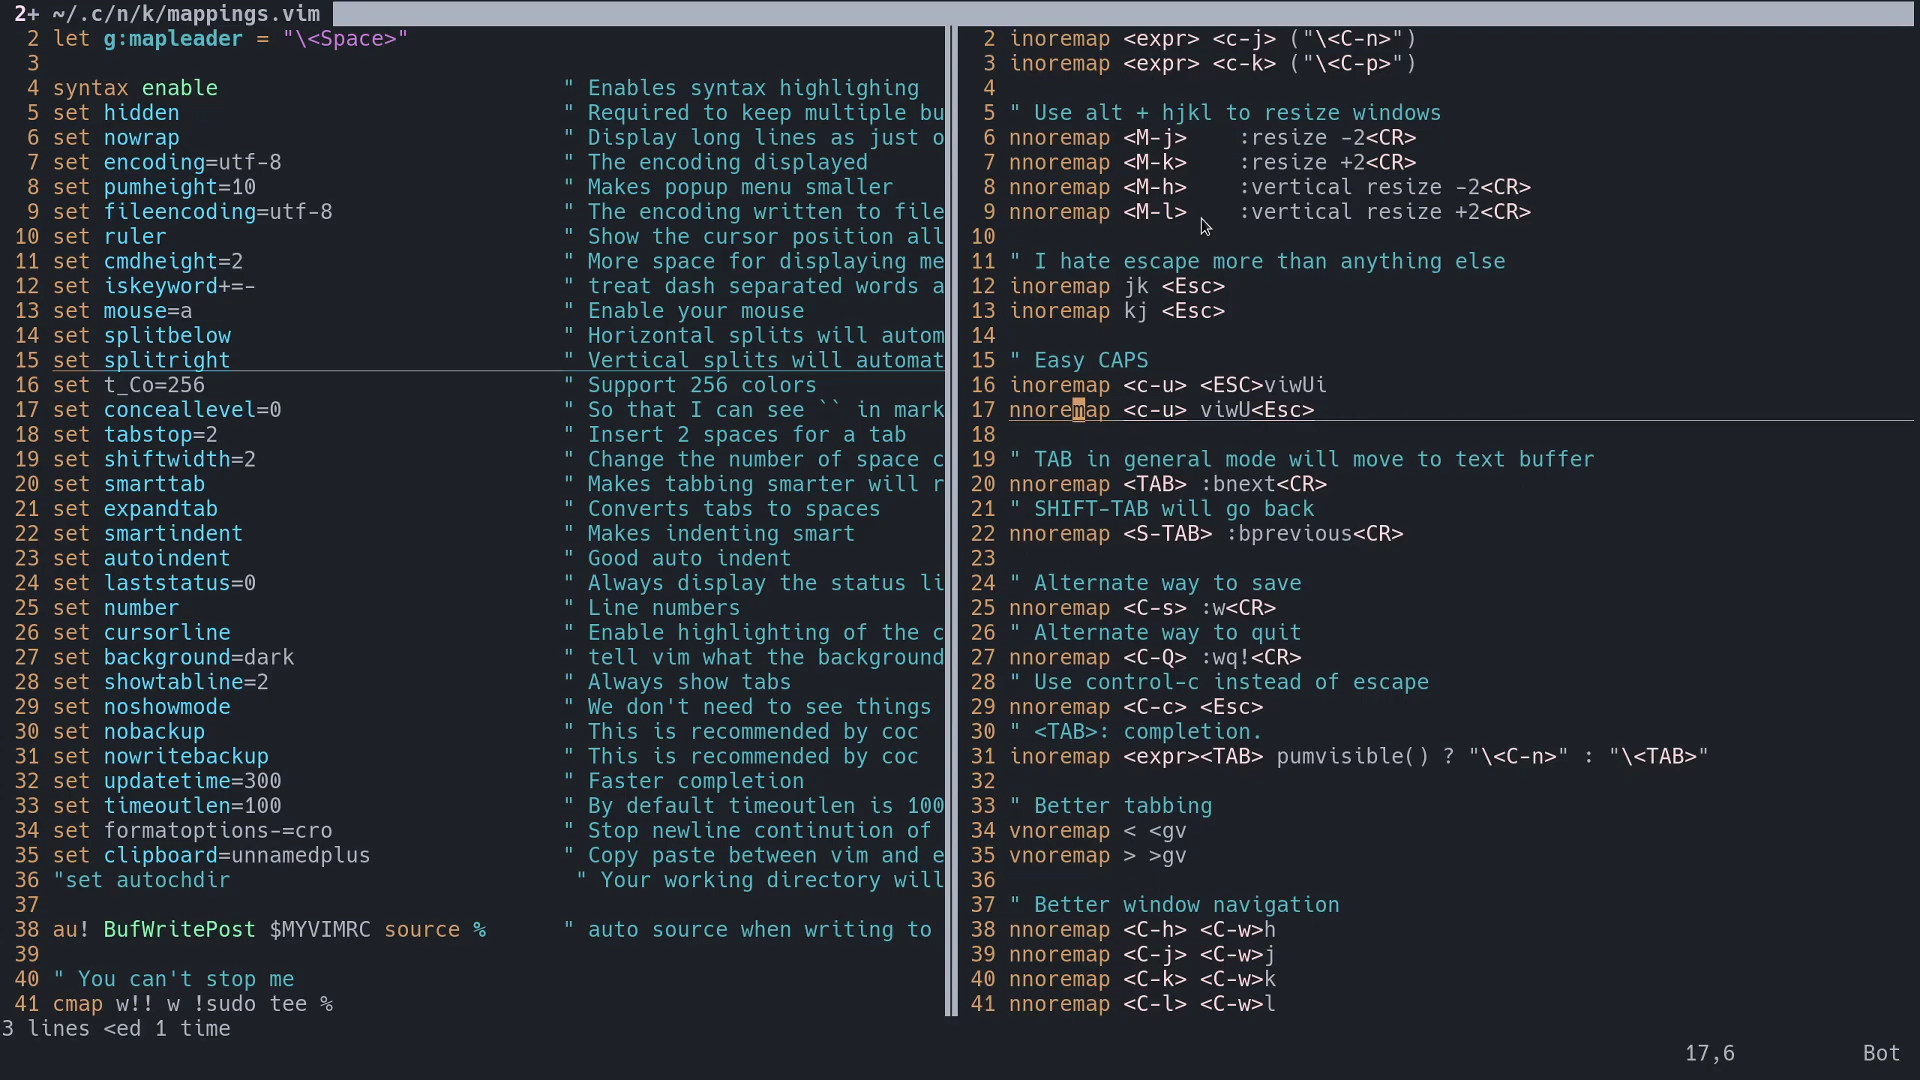 2+ ~/.c/n/k/mappings.vim
2 let g:mapleader = "\<Space>"
3
4 syntax enable " Enables syntax highlighing
5 set hidden " Required to keep multiple bu
6 set nowrap " Display long lines as just o
7 set encoding=utf-8 " The encoding displayed
8 set pumheight=10 " Makes popup menu smaller
9 set fileencoding=utf-8 " The encoding written to file
10 set ruler " Show the cursor position all
11 set cmdheight=2 " More space for displaying me
12 set iskeyword+=- " treat dash separated words a
13 set mouse=a " Enable your mouse
14 set splitbelow " Horizontal splits will autom
15 set splitright " Vertical splits will automat
16 set t_Co=256 " Support 256 colors
17 set conceallevel=0 " So that I can see `` in mark
18 set tabstop=2 " Insert 2 spaces for a tab
19 set shiftwidth=2 " Change the number of space c
20 set smarttab " Makes tabbing smarter will r
21 set expandtab " Converts tabs to spaces
22 set smartindent " Makes indenting smart
23 set autoindent " Good auto indent
24 set laststatus=0 " Always display the status li
25 set number " Line numbers
26 set cursorline " Enable highlighting of the c
27 set background=dark " tell vim what the background
28 set showtabline=2 " Always show tabs
29 set noshowmode " We don't need to see things
30 set nobackup " This is recommended by coc
31 set nowritebackup " This is recommended by coc
32 set updatetime=300 " Faster completion
33 set timeoutlen=100 " By default timeoutlen is 100
34 set formatoptions-=cro " Stop newline continution of
35 set clipboard=unnamedplus " Copy paste between vim and e
36 "set autochdir " Your working directory will
37
38 au! BufWritePost $MYVIMRC source % " auto source when writing to
39
40 " You can't stop me
41 cmap w!! w !sudo tee %
2 inoremap <expr> <c-j> ("\<C-n>")
3 inoremap <expr> <c-k> ("\<C-p>")
4
5 " Use alt + hjkl to resize windows
6 nnoremap <M-j> :resize -2<CR>
7 nnoremap <M-k> :resize +2<CR>
8 nnoremap <M-h> :vertical resize -2<CR>
9 nnoremap <M-l> :vertical resize +2<CR>
10
11 " I hate escape more than anything else
12 inoremap jk <Esc>
13 inoremap kj <Esc>
14
15 " Easy CAPS
16 inoremap <c-u> <ESC>viwUi
17 nnoremap <c-u> viwU<Esc>
18
19 " TAB in general mode will move to text buffer
20 nnoremap <TAB> :bnext<CR>
21 " SHIFT-TAB will go back
22 nnoremap <S-TAB> :bprevious<CR>
23
24 " Alternate way to save
25 nnoremap <C-s> :w<CR>
26 " Alternate way to quit
27 nnoremap <C-Q> :wq!<CR>
28 " Use control-c instead of escape
29 nnoremap <C-c> <Esc>
30 " <TAB>: completion.
31 inoremap <expr><TAB> pumvisible() ? "\<C-n>" : "\<TAB>"
32
33 " Better tabbing
34 vnoremap < <gv
35 vnoremap > >gv
36
37 " Better window navigation
38 nnoremap <C-h> <C-w>h
39 nnoremap <C-j> <C-w>j
40 nnoremap <C-k> <C-w>k
41 nnoremap <C-l> <C-w>l
3 lines <ed 1 time
17,6 Bot